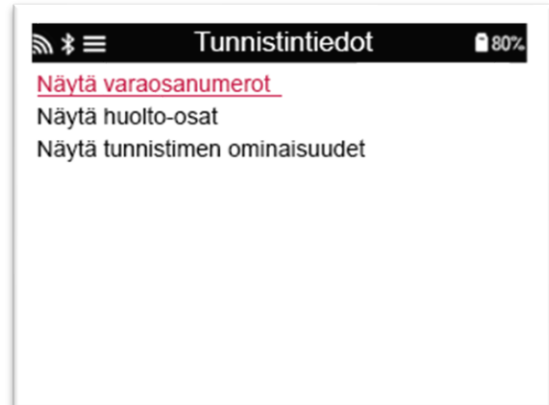 Tunnistintiedot 80%
Näytä varaosanumerot
Näytä huolto-osat
Näytä tunnistimen ominaisuudet